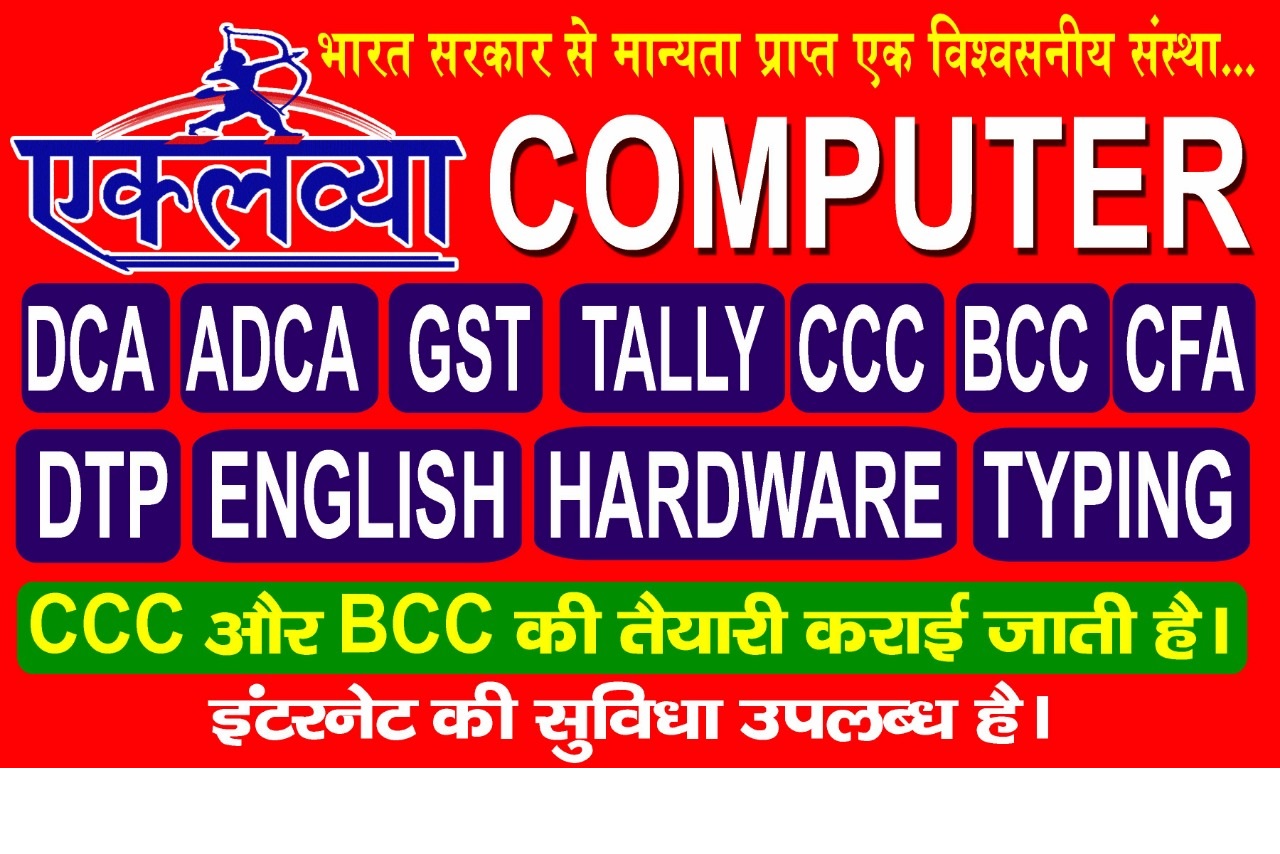 भारत सरकार से मान्यता प्राप्त एक विश्वसनीय संस्था...
एकलव्या COMPUTER
DCA ADCA GST TALLY CCC BCC CFA
DTP ENGLISH HARDWARE TYPING
CCC और BCC की तैयारी कराई जाती है।
इंटरनेट की सुविधा उपलब्ध है।